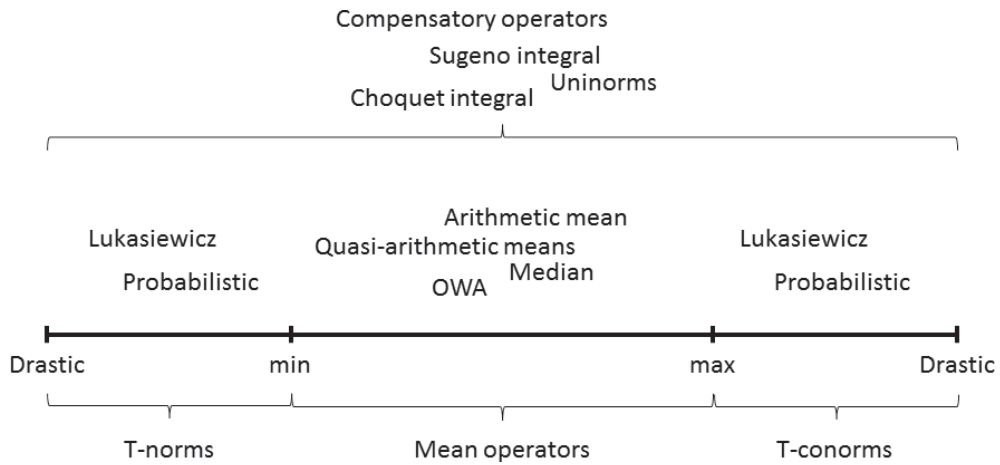 Compensatory operators
Sugeno integral
Uninorms
Choquet integral
Arithmetic mean
Lukasiewicz
Quasi-arithmetic means
Lukasiewicz
Probabilistic
OWA
Median
Probabilistic
Drastic
min
max
Drastic
T-norms
Mean operators
T-conorms